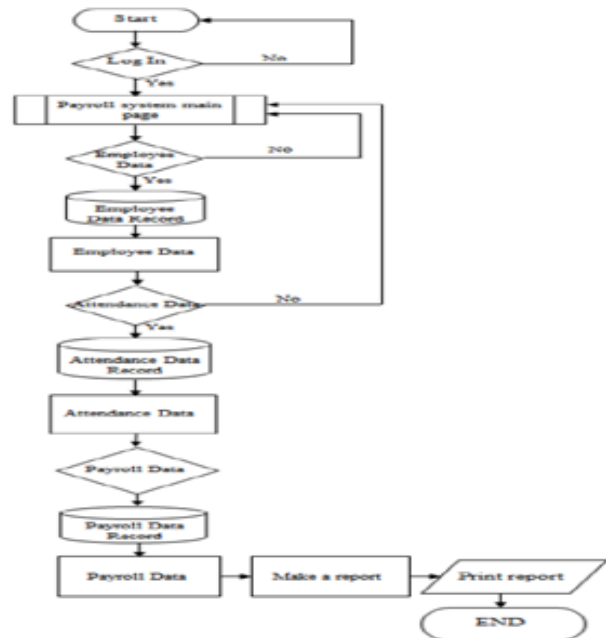 Start
Log In
No
Yes
Payroll system main
page
Employee
Data
No
Yes
Employee
Data Record
Employee Data
Attendance Data
No
Yes
Attendance Data
Record
Attendance Data
Payroll Data
Payroll Data
Record
Payroll Data
Make a report
Print report
END